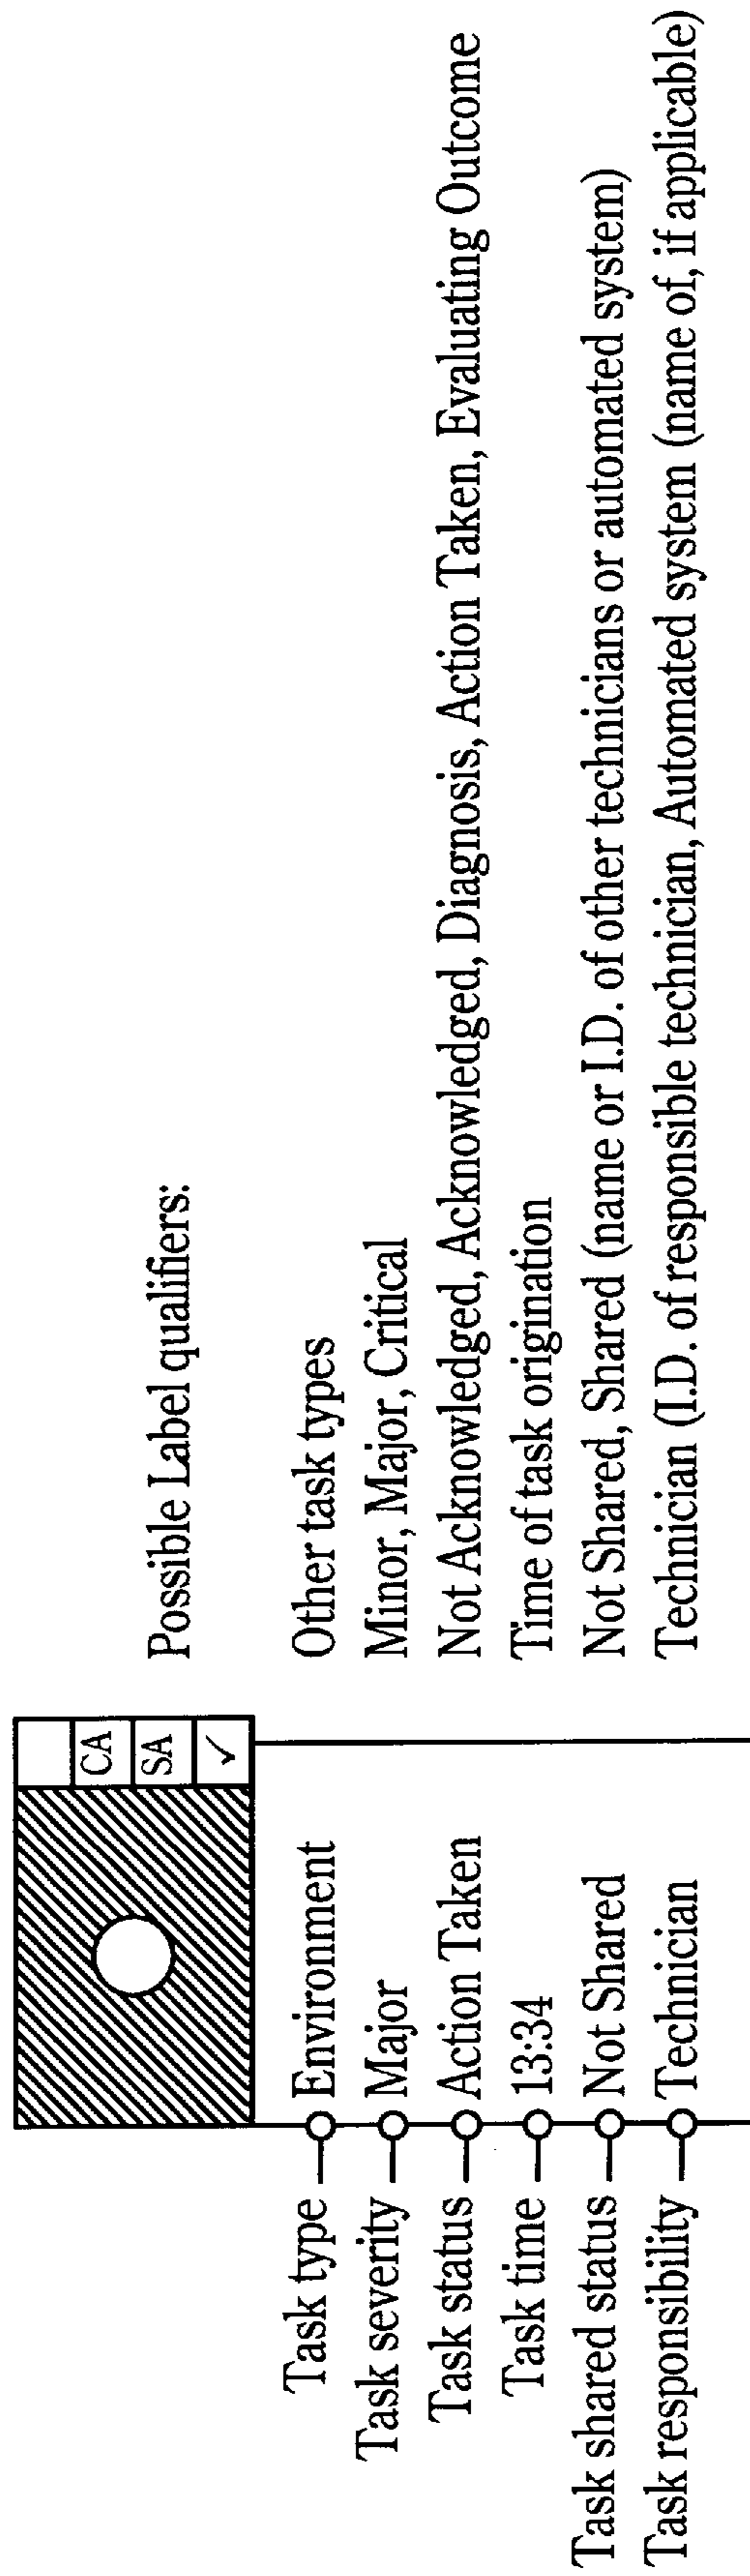 CA
SA
✓
Possible Label qualifiers:
Task type Environment Other task types
Task severity Major Minor, Major, Critical
Task status Action Taken Not Acknowledged, Acknowledged, Diagnosis, Action Taken, Evaluating Outcome
Task time 13:34 Time of task origination
Task shared status Not Shared Not Shared, Shared (name or I.D. of other technicians or automated system)
Task responsibility Technician Technician (I.D. of responsible technician, Automated system (name of, if applicable)